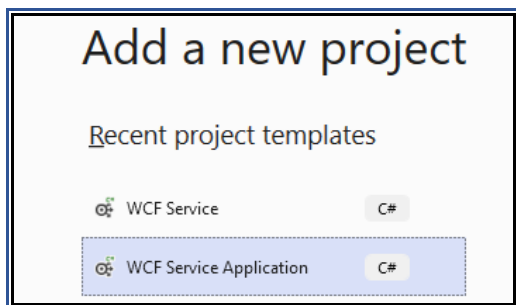 Add a new project
Recent project templates
WCF Service C#
WCF Service Application C#